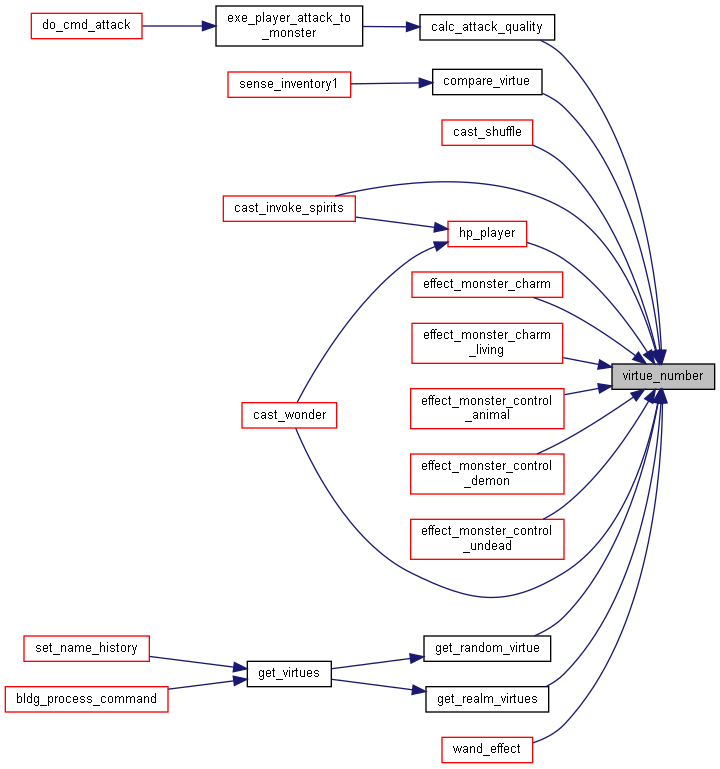 do_cmd_attack
exe_player_attack_to
_monster
calc_attack_quality
sense_inventory1
compare_virtue
cast_shuffle
cast_invoke_spirits
hp_player
effect_monster_charm
effect_monster_charm
_living
virtue_number
cast_wonder
effect_monster_control
_animal
effect_monster_control
_demon
effect_monster_control
_undead
set_name_history
get_virtues
get_random_virtue
bldg_process_command
get_realm_virtues
wand_effect